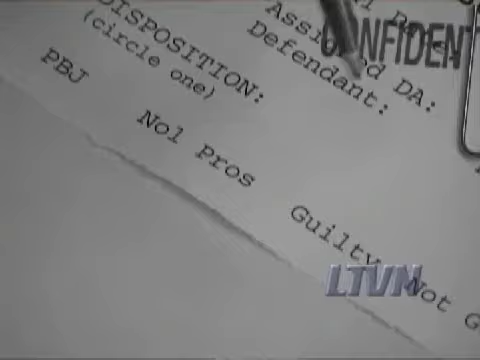 DISPOSITION:
(circle one)
PBJ Nol Pros Guilty Not G
Assigned DA:
Defendant:
CONFIDENT
LTVN